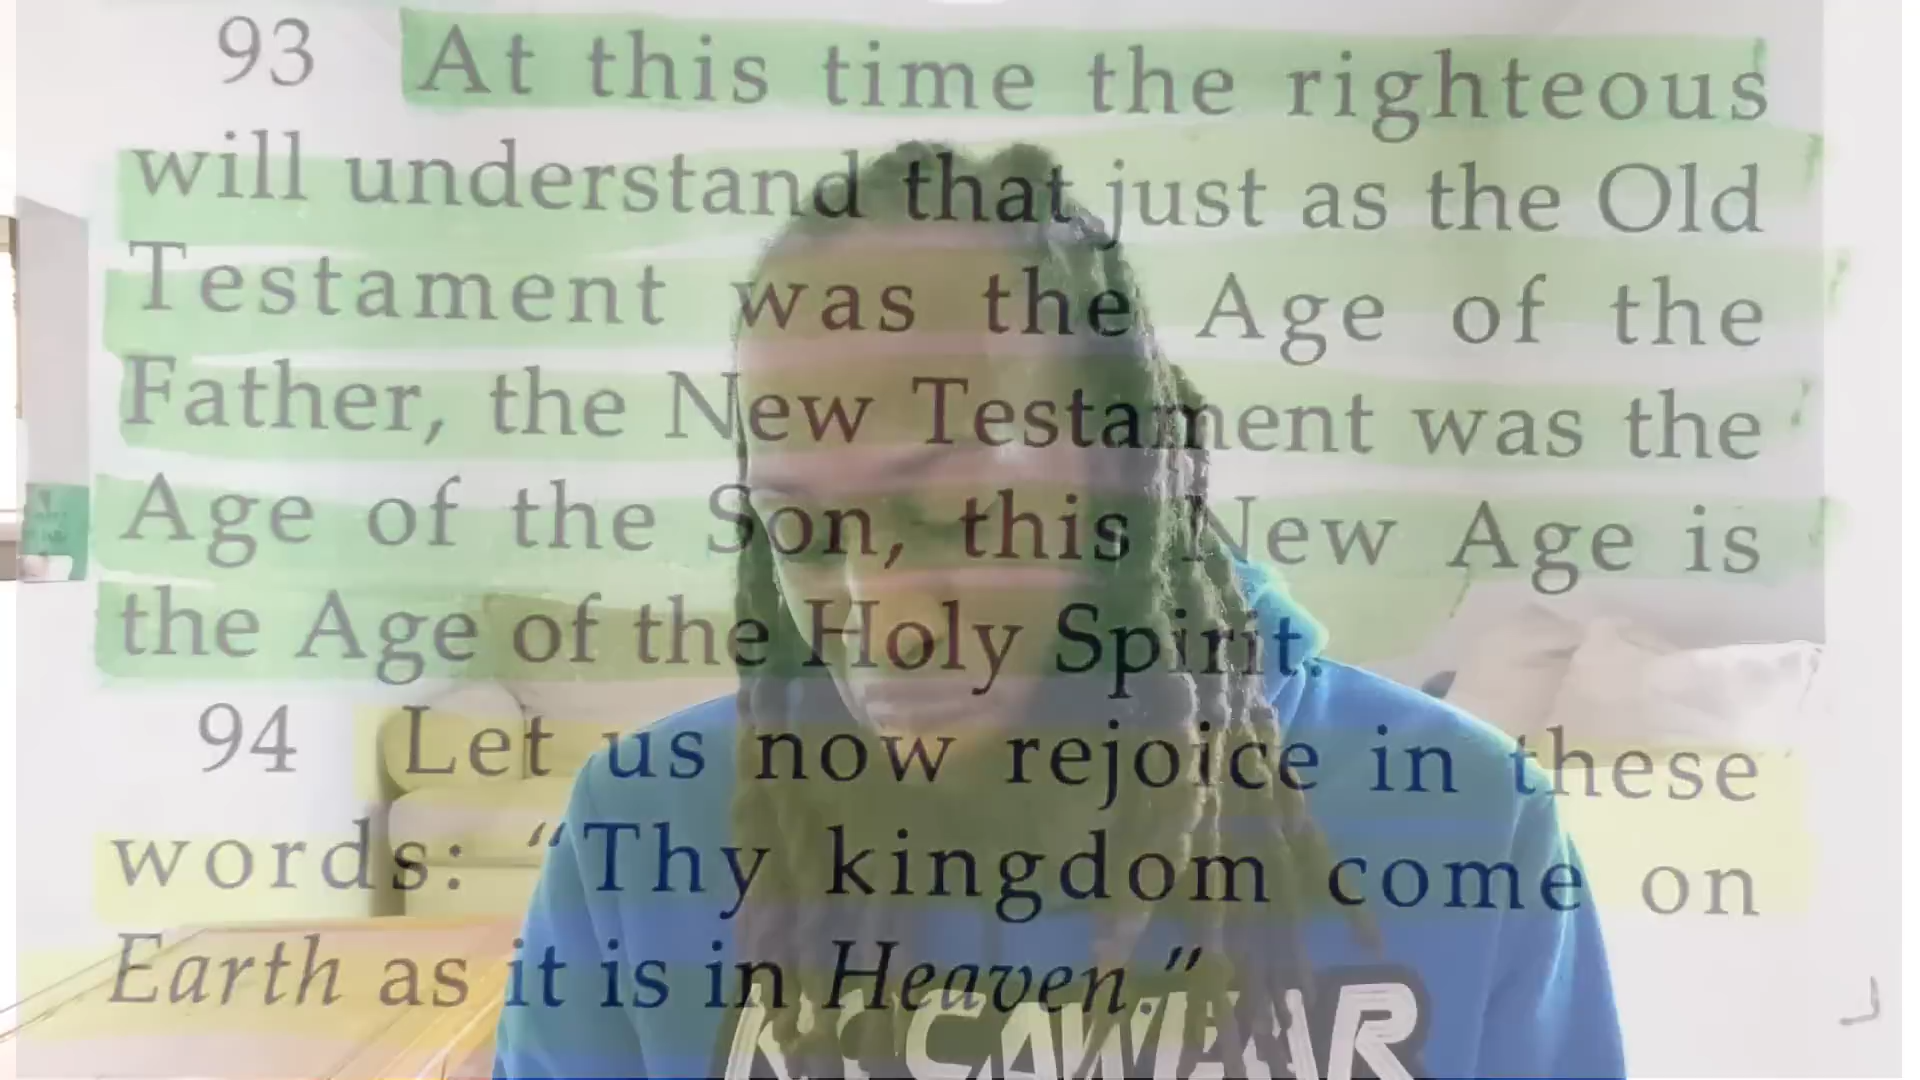 93 At this time the righteous
will understand that just as the Old
Testament was the Age of the
Father, the New Testament was the
Age of the Son, this New Age is
the Age of the Holy Spirit.
94 Let us now rejoice in these
words: “Thy kingdom come on
Earth as it is in Heaven.”